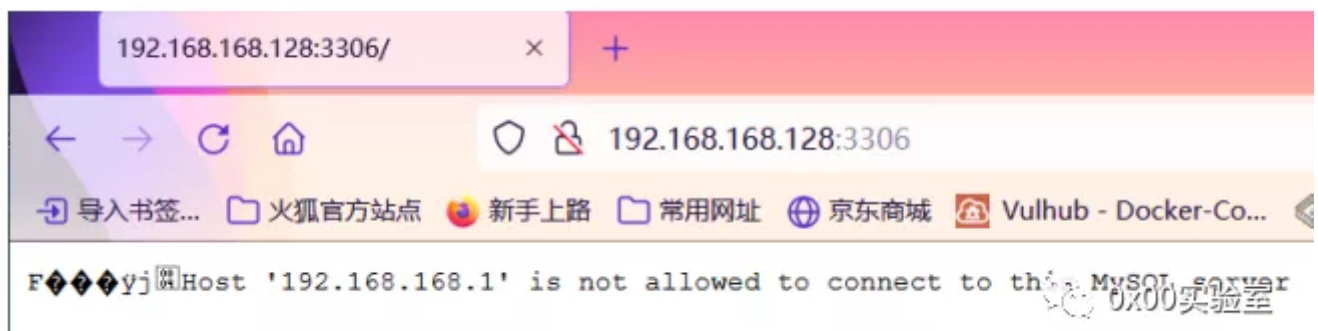 192.168.168.128:3306/
192.168.168.128:3306
导入书签... 火狐官方站点 新手上路 常用网址 京东商城 Vulhub - Docker-Co...
F���ÿj Host '192.168.168.1' is not allowed to connect to this MySQL server
0X00实验室